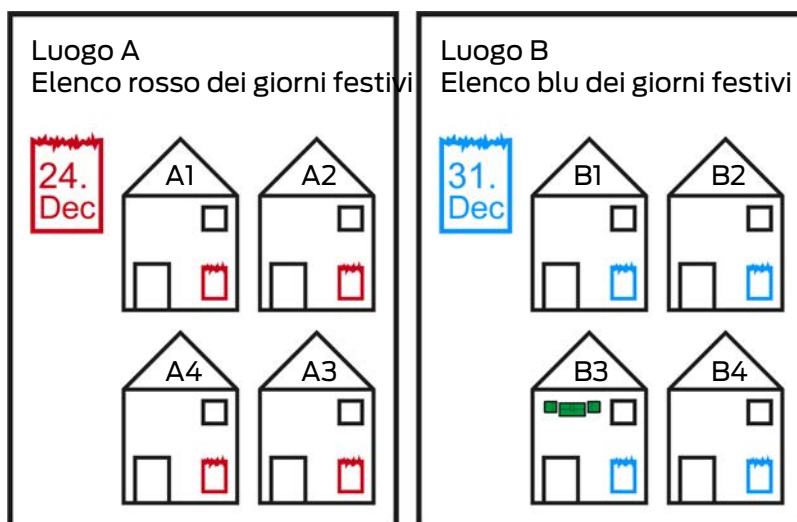 Luogo A
Elenco rosso dei giorni festivi
24.
Dec
A1
A2
A4
A3
Luogo B
Elenco blu dei giorni festivi
31.
Dec
B1
B2
B3
B4